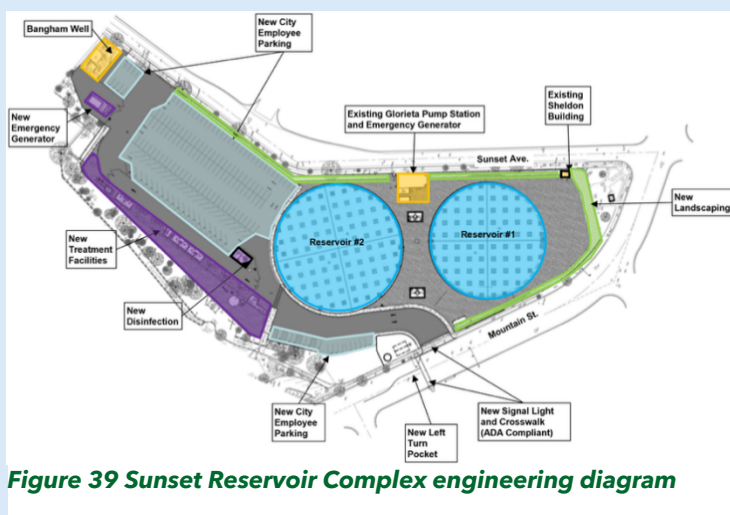 Bangham Well
New City
Employee
Parking
New
Emergency
Generator
Existing Glorieta Pump Station
and Emergency Generator
Existing
Sheldon
Building
Sunset Ave.
New
Landscaping
Reservoir #2
Reservoir #1
New
Treatment
Facilities
New
Disinfection
Mountain St.
New City
Employee
Parking
New Left
Turn
Pocket
New Signal Light
and Crosswalk
(ADA Compliant)
Figure 39 Sunset Reservoir Complex engineering diagram